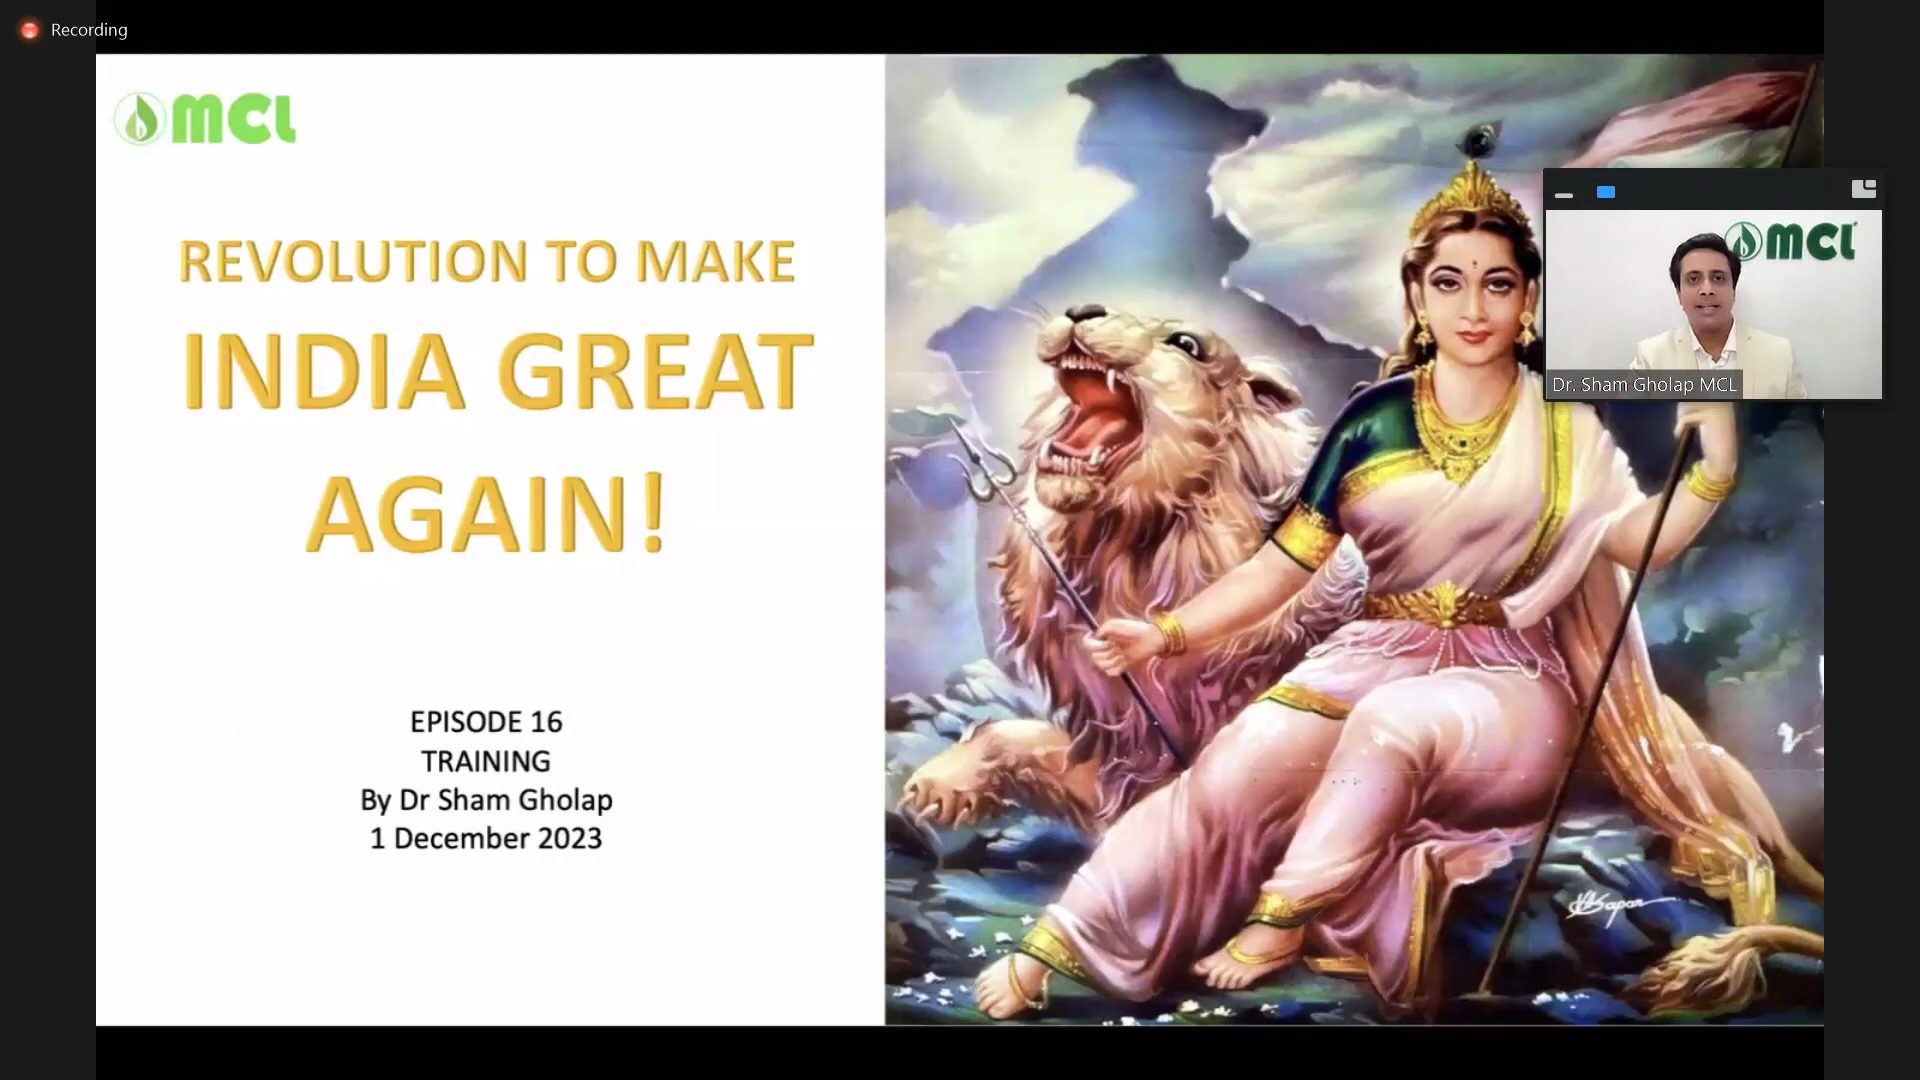 Recording
MCL
REVOLUTION TO MAKE
INDIA GREAT
AGAIN!
EPISODE 16
TRAINING
By Dr Sham Gholap
1 December 2023
MCL
Dr. Sham Gholap MCL